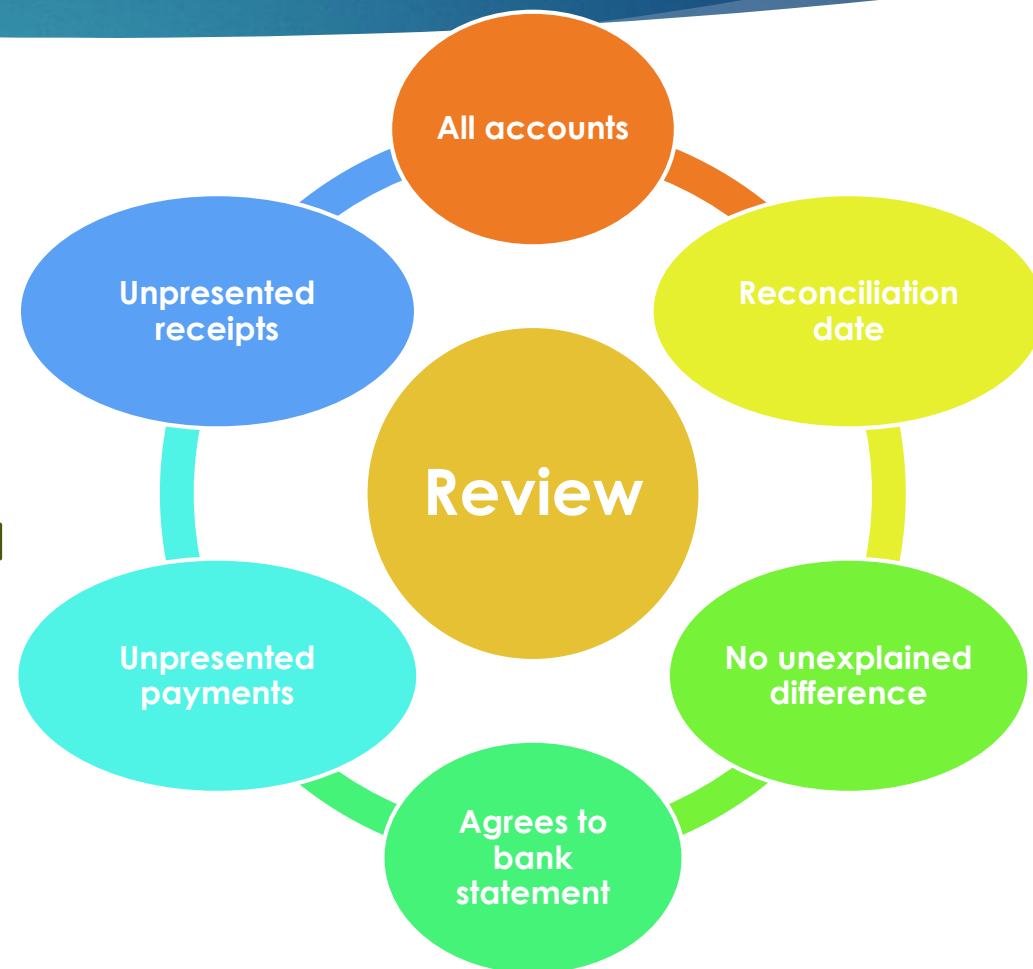 All accounts
Reconciliation
date
No unexplained
difference
Agrees to
bank
statement
Unpresented
payments
Unpresented
receipts
Review